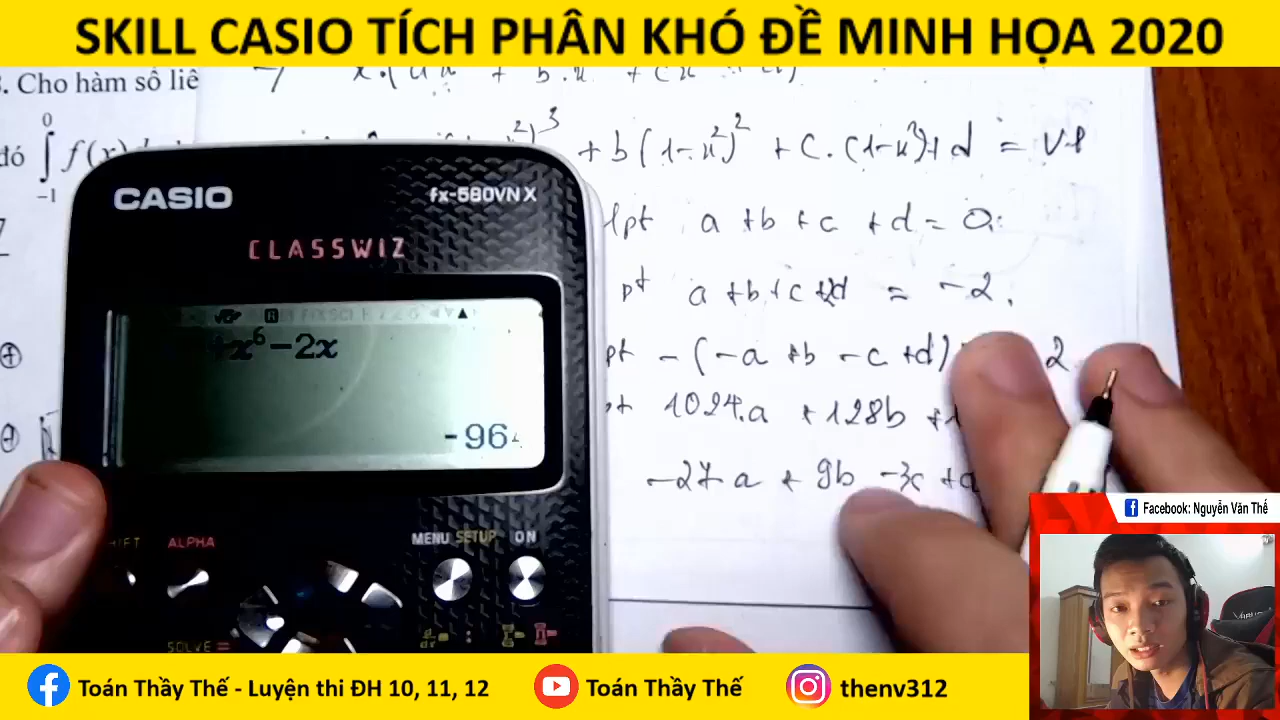 SKILL CASIO TÍCH PHÂN KHÓ ĐỀ MINH HỌA 2020
. Cho hàm số liê
0
đó ∫ f(x)
-1
+ b(1-x²)² + c.(1-x²)+d = VP
a +b + c + d = 0.
a +b +c +2d = -2.
-(-a +b -c +d) 2
1024.a +128b +
-27a + 9b -3c +
CASIO
fx-580VN X
CLASSWIZ
+x⁶-2x
-96
ALPHA
MENU SETUP ON
SOLVE =
Facebook: Nguyễn Văn Thế
Toán Thầy Thế - Luyện thi ĐH 10, 11, 12
Toán Thầy Thế
thenv312